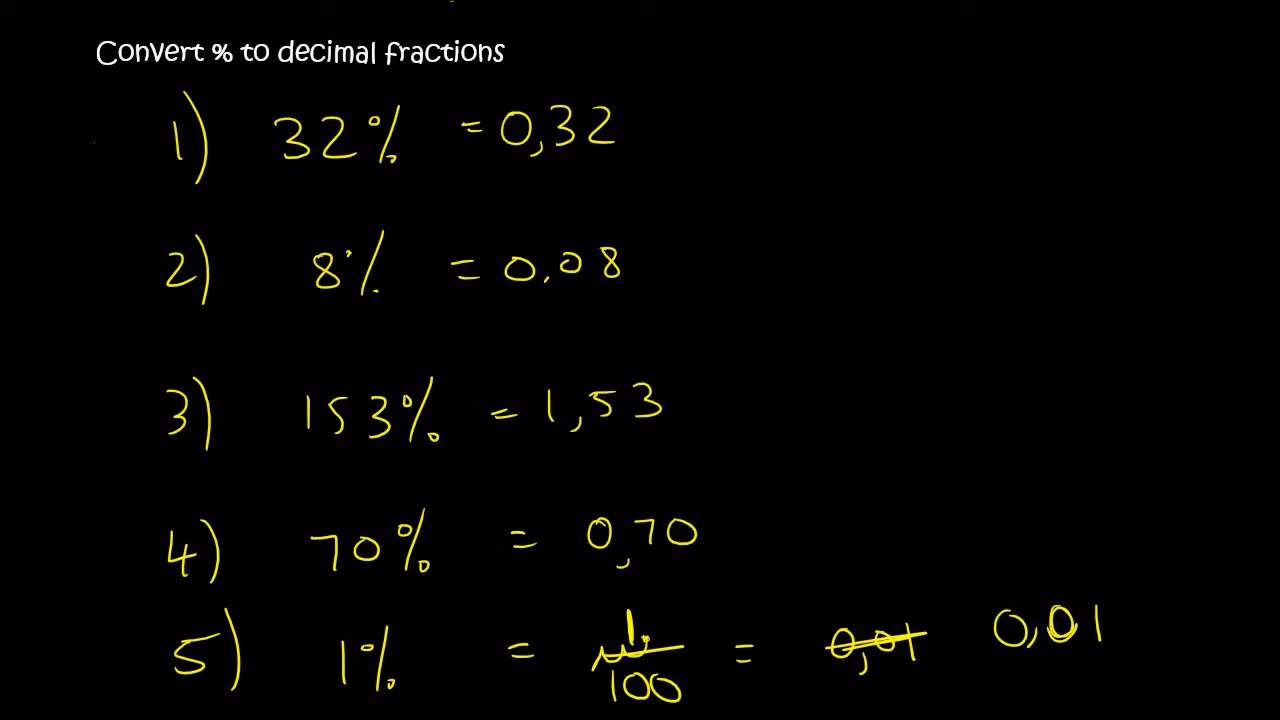 Convert % to decimal fractions
1) 32% = 0,32
2) 8% = 0,08
3) 153% = 1,53
4) 70% = 0,70
5) 1% = 1/100 = 0,01 0,01